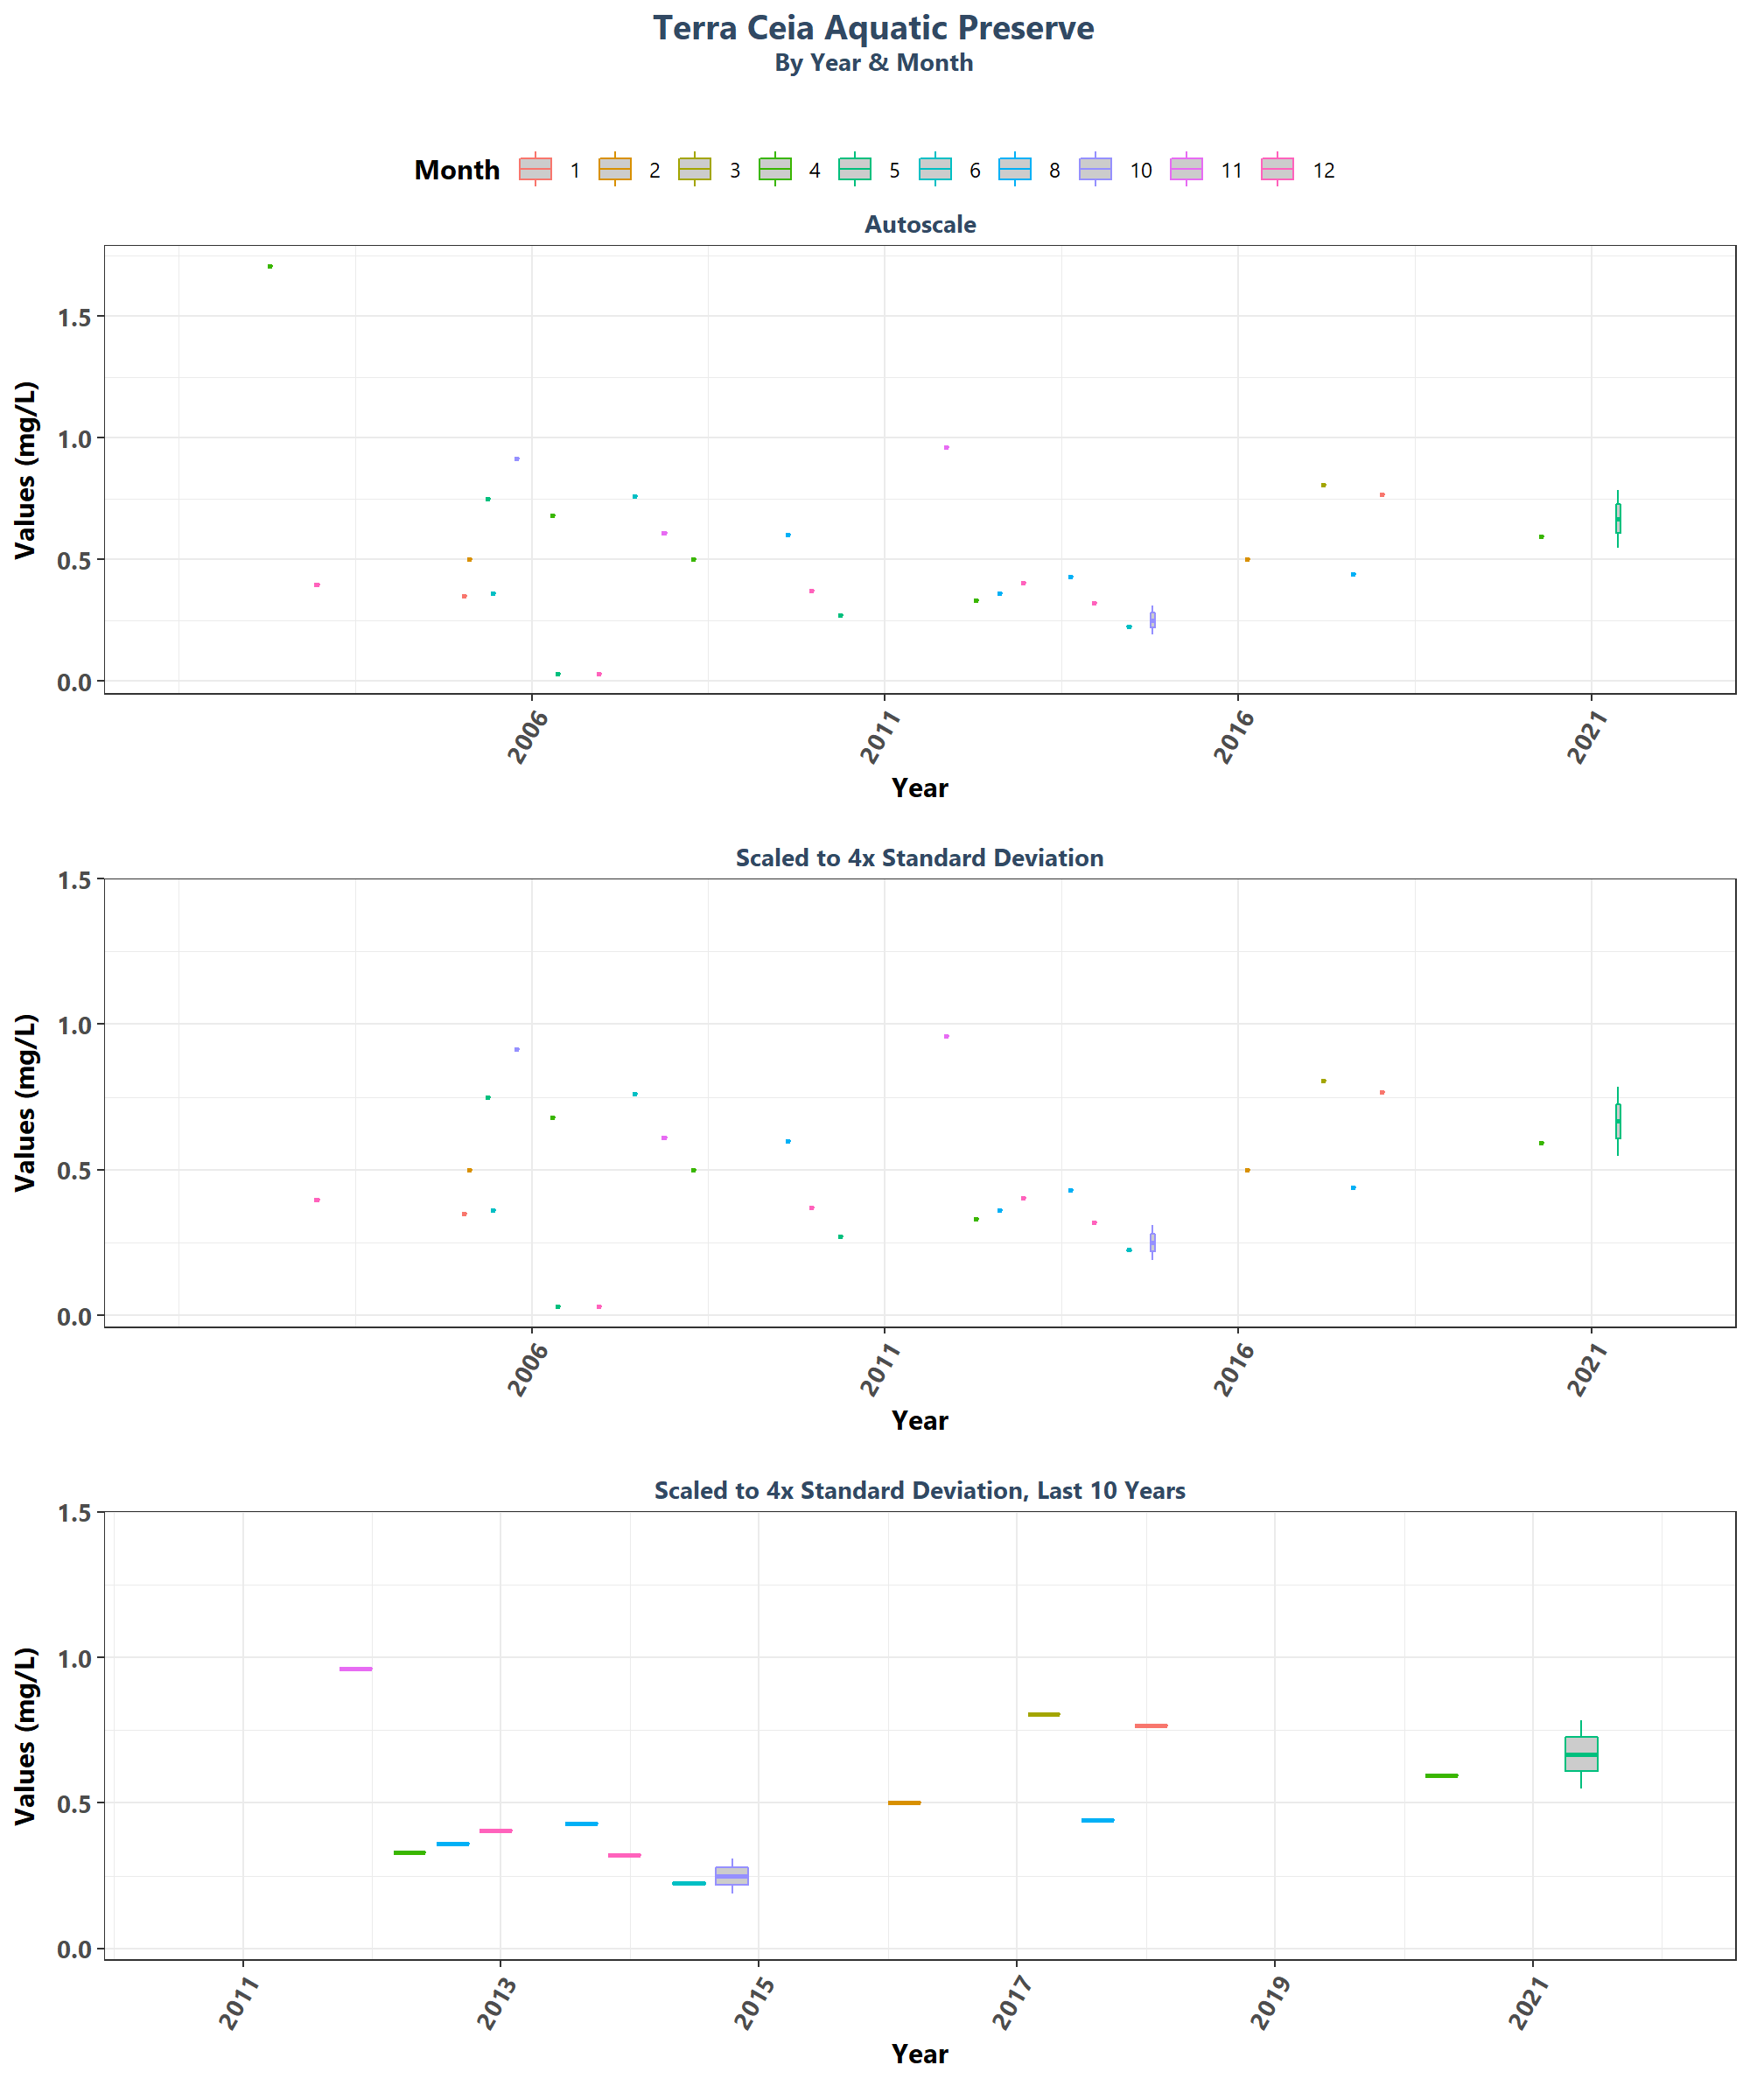 Terra Ceia Aquatic Preserve
By Year & Month
Month 1 2 3 4 5 6 8 10 11 12
Autoscale
Values (mg/L)
1.5
1.0
0.5
0.0
2006 2011 2016 2021
Year
Scaled to 4x Standard Deviation
Values (mg/L)
1.5
1.0
0.5
0.0
2006 2011 2016 2021
Year
Scaled to 4x Standard Deviation, Last 10 Years
Values (mg/L)
1.5
1.0
0.5
0.0
2011 2013 2015 2017 2019 2021
Year